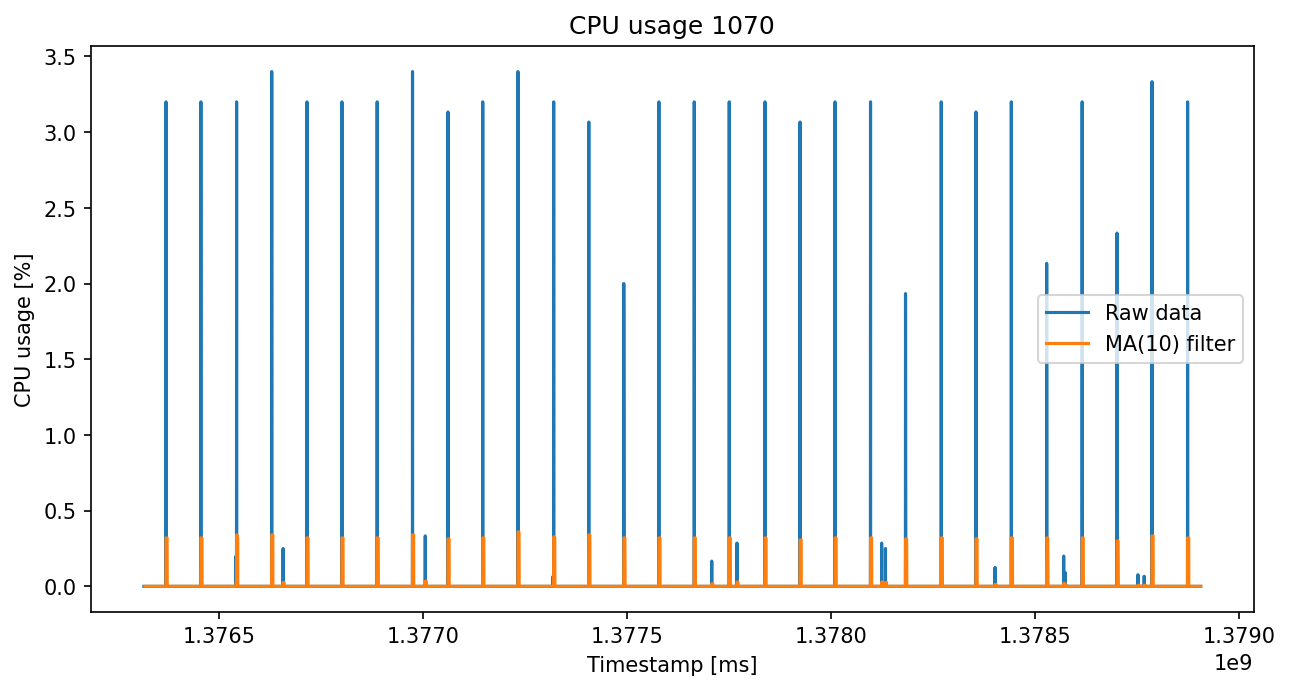 CPU usage 1070
CPU usage [%]
3.5
3.0
2.5
2.0
1.5
1.0
0.5
0.0
Raw data
MA(10) filter
1.3765 1.3770 1.3775 1.3780 1.3785 1.3790
1e9
Timestamp [ms]